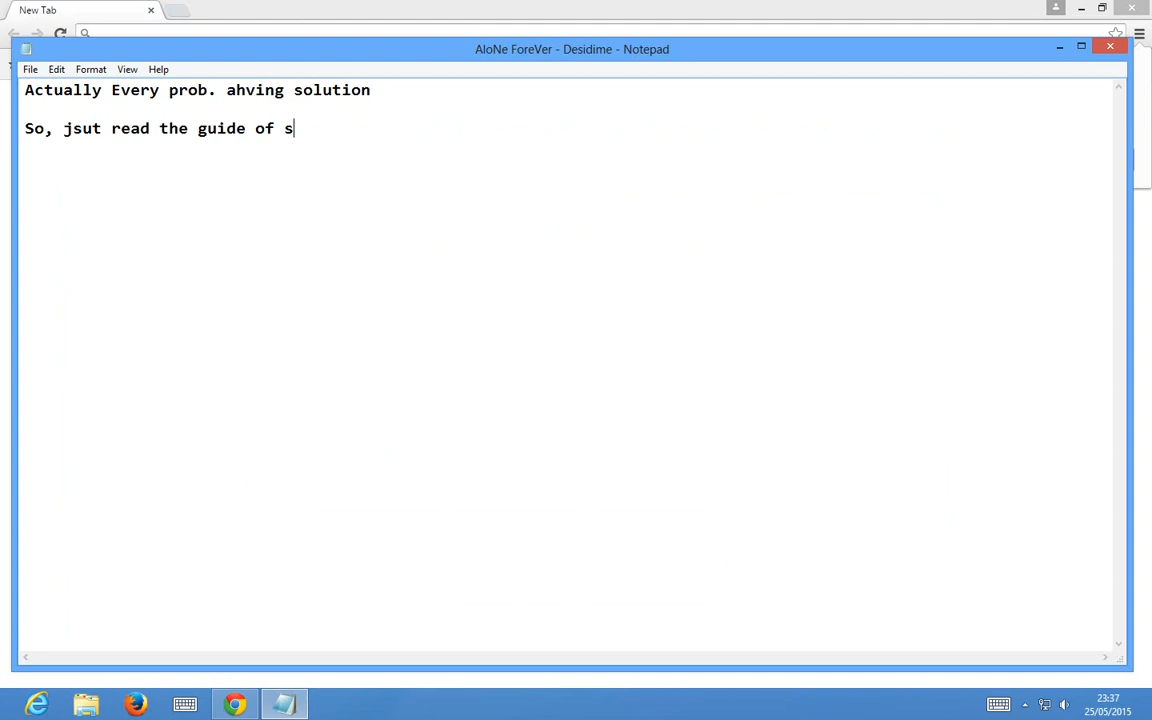 New Tab
AloNe ForeVer - Desidime - Notepad
File Edit Format View Help
Actually Every prob. ahving solution
So, jsut read the guide of s
23:37
25/05/2015